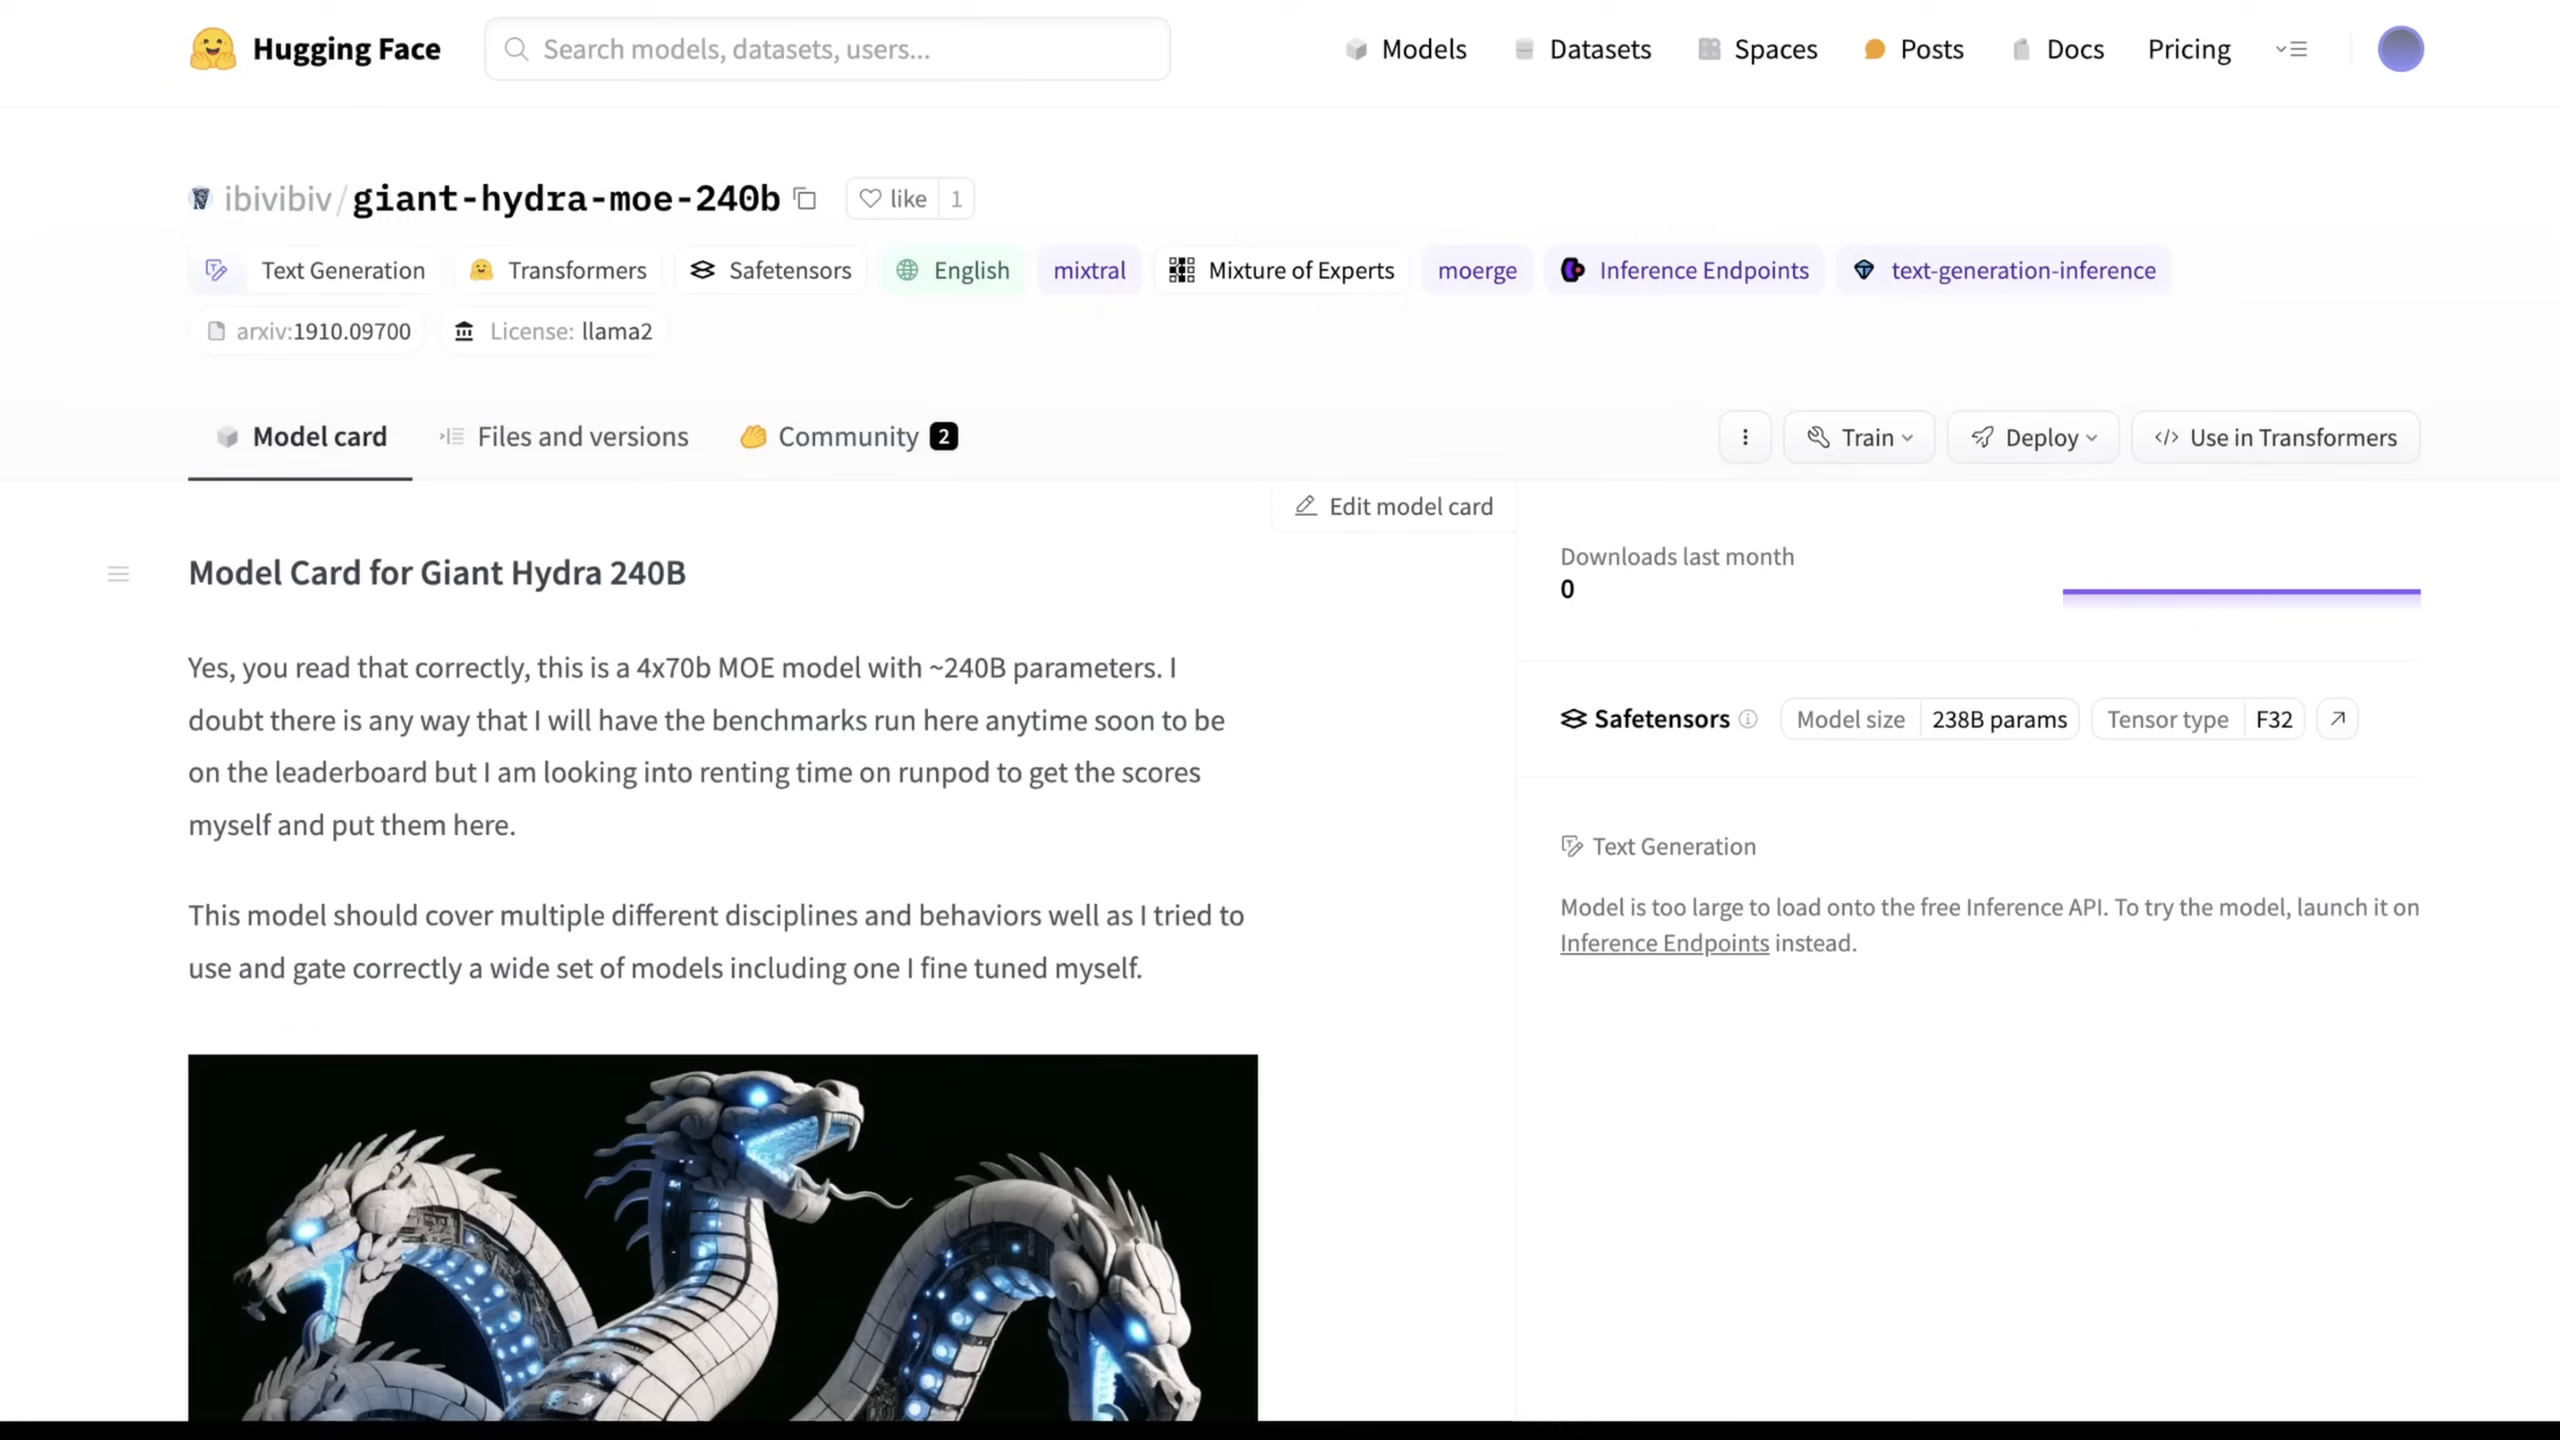 Hugging Face
Search models, datasets, users...
Models
Datasets
Spaces
Posts
Docs
Pricing
ibivibiv/giant-hydra-moe-240b
like 1
Text Generation
Transformers
Safetensors
English
mixtral
Mixture of Experts
moerge
Inference Endpoints
text-generation-inference
arxiv:1910.09700
License: llama2
Model card
Files and versions
Community 2
Train
Deploy
Use in Transformers
Edit model card
Model Card for Giant Hydra 240B
Yes, you read that correctly, this is a 4x70b MOE model with ~240B parameters. I
doubt there is any way that I will have the benchmarks run here anytime soon to be
on the leaderboard but I am looking into renting time on runpod to get the scores
myself and put them here.
This model should cover multiple different disciplines and behaviors well as I tried to
use and gate correctly a wide set of models including one I fine tuned myself.
Downloads last month
0
Safetensors
Model size 238B params
Tensor type F32
Text Generation
Model is too large to load onto the free Inference API. To try the model, launch it on
Inference Endpoints instead.